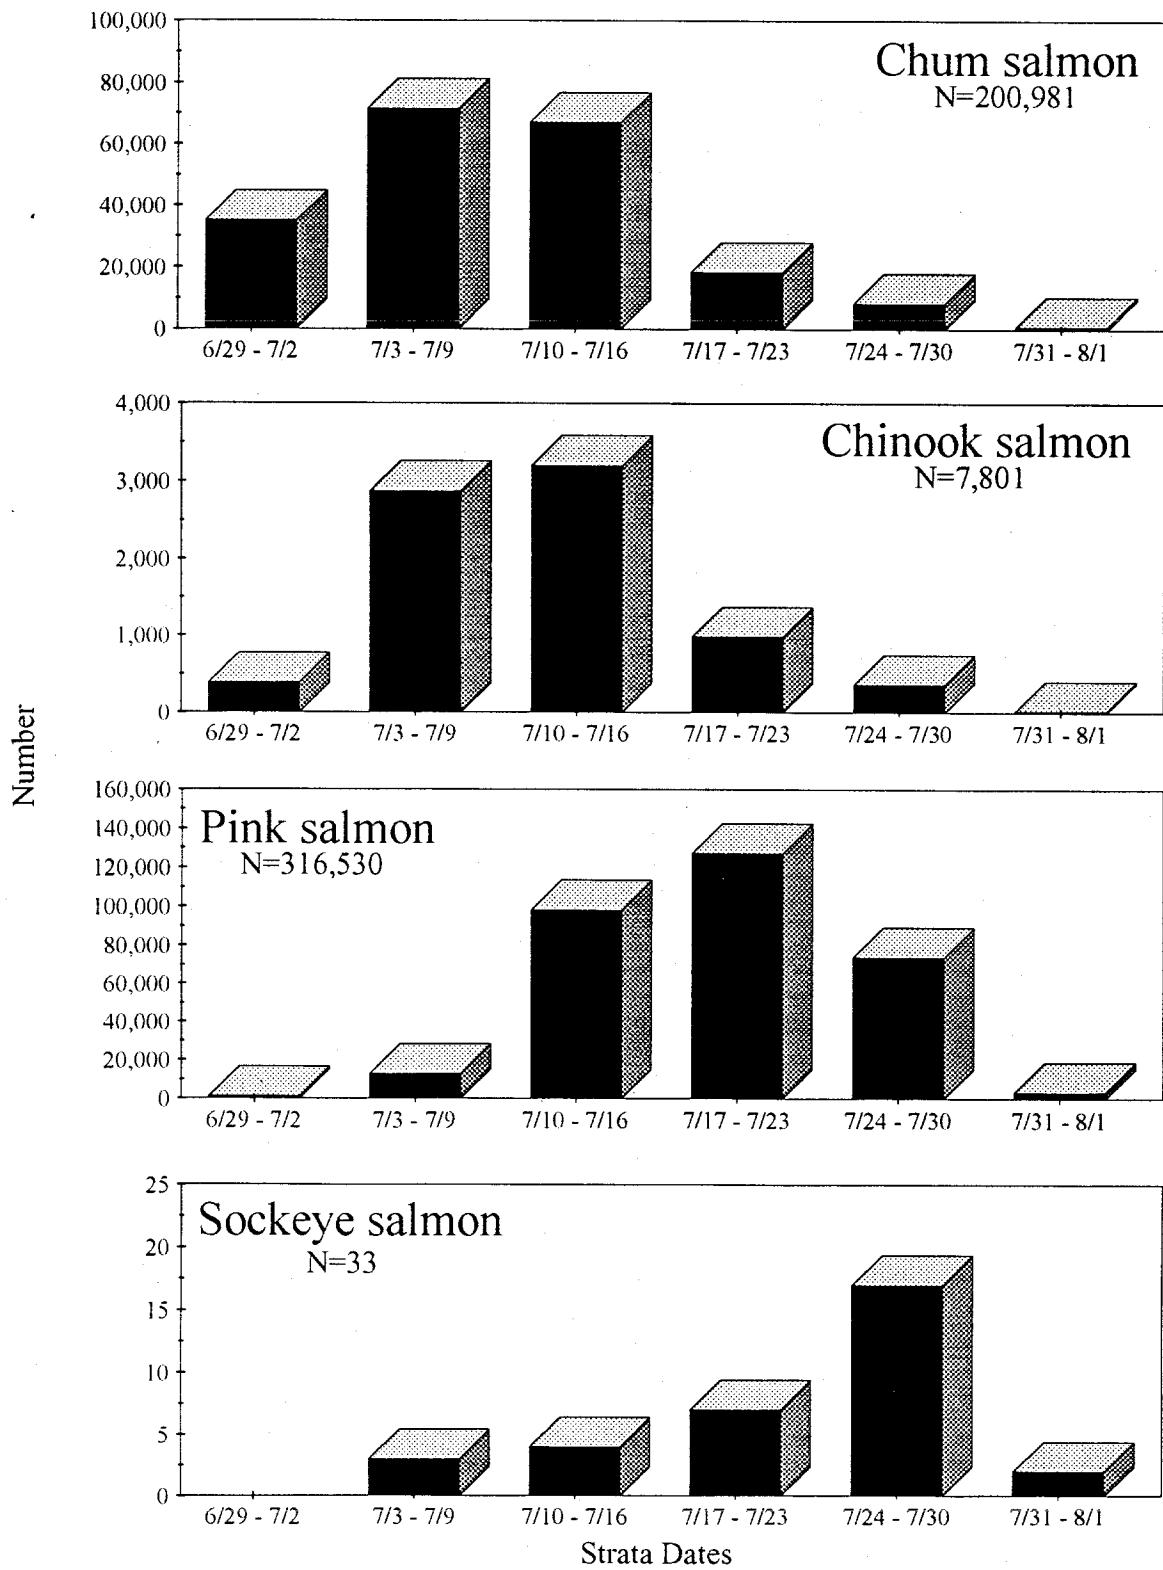 100,000
80,000
60,000
40,000
20,000
0
Chum salmon
N=200,981
6/29 - 7/2 7/3 - 7/9 7/10 - 7/16 7/17 - 7/23 7/24 - 7/30 7/31 - 8/1
4,000
3,000
2,000
1,000
0
Chinook salmon
N=7,801
6/29 - 7/2 7/3 - 7/9 7/10 - 7/16 7/17 - 7/23 7/24 - 7/30 7/31 - 8/1
Number
160,000
140,000
120,000
100,000
80,000
60,000
40,000
20,000
0
Pink salmon
N=316,530
6/29 - 7/2 7/3 - 7/9 7/10 - 7/16 7/17 - 7/23 7/24 - 7/30 7/31 - 8/1
25
20
15
10
5
0
Sockeye salmon
N=33
6/29 - 7/2 7/3 - 7/9 7/10 - 7/16 7/17 - 7/23 7/24 - 7/30 7/31 - 8/1
Strata Dates